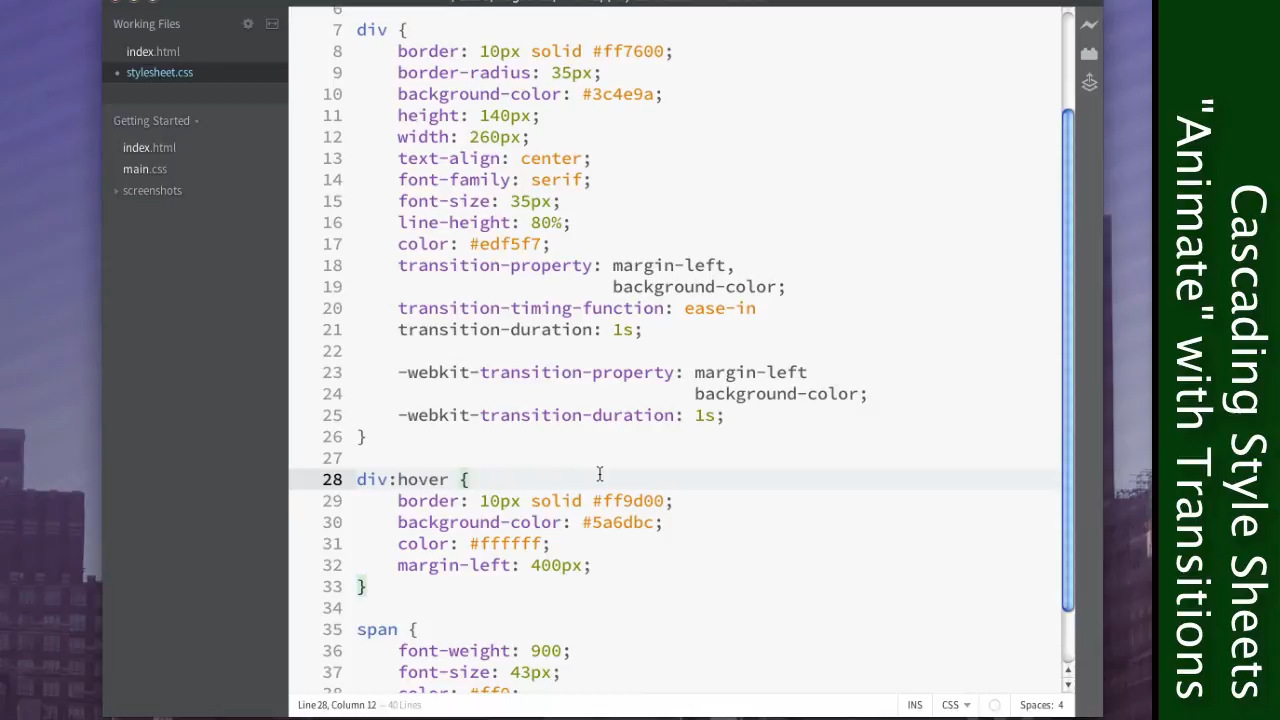 Working Files
index.html
stylesheet.css
Getting Started
index.html
main.css
screenshots
6
7 div {
8 border: 10px solid #ff7600;
9 border-radius: 35px;
10 background-color: #3c4e9a;
11 height: 140px;
12 width: 260px;
13 text-align: center;
14 font-family: serif;
15 font-size: 35px;
16 line-height: 80%;
17 color: #edf5f7;
18 transition-property: margin-left,
19 background-color;
20 transition-timing-function: ease-in
21 transition-duration: 1s;
22
23 -webkit-transition-property: margin-left
24 background-color;
25 -webkit-transition-duration: 1s;
26 }
27
28 div:hover {
29 border: 10px solid #ff9d00;
30 background-color: #5a6dbc;
31 color: #ffffff;
32 margin-left: 400px;
33 }
34
35 span {
36 font-weight: 900;
37 font-size: 43px;
38 color: #ff0;
Line 28, Column 12 — 40 Lines
INS CSS Spaces: 4
Cascading Style Sheets
"Animate" with Transitions